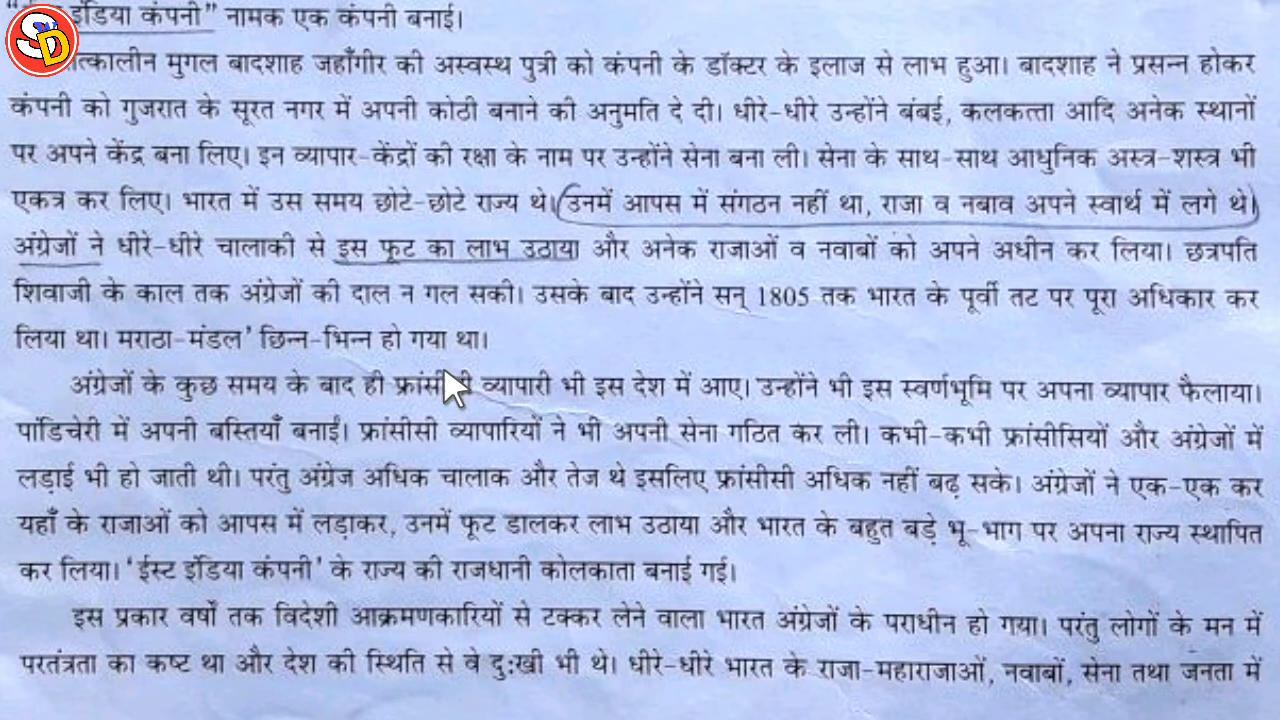 इंडिया कंपनी” नामक एक कंपनी बनाई।
SD
तत्कालीन मुगल बादशाह जहाँगीर की अस्वस्थ पुत्री को कंपनी के डॉक्टर के इलाज से लाभ हुआ। बादशाह ने प्रसन्न होकर
कंपनी को गुजरात के सूरत नगर में अपनी कोठी बनाने की अनुमति दे दी। धीरे-धीरे उन्होंने बंबई, कलकत्ता आदि अनेक स्थानों
पर अपने केंद्र बना लिए। इन व्यापार-केंद्रों की रक्षा के नाम पर उन्होंने सेना बना ली। सेना के साथ-साथ आधुनिक अस्त्र-शस्त्र भी
एकत्र कर लिए। भारत में उस समय छोटे-छोटे राज्य थे। उनमें आपस में संगठन नहीं था, राजा व नबाव अपने स्वार्थ में लगे थे।
अंग्रेजों ने धीरे-धीरे चालाकी से इस फूट का लाभ उठाया और अनेक राजाओं व नवाबों को अपने अधीन कर लिया। छत्रपति
शिवाजी के काल तक अंग्रेजों की दाल न गल सकी। उसके बाद उन्होंने सन् 1805 तक भारत के पूर्वी तट पर पूरा अधिकार कर
लिया था। मराठा-मंडल’ छिन्न-भिन्न हो गया था।
अंग्रेजों के कुछ समय के बाद ही व्यापारी भी इस देश में आए। उन्होंने भी इस स्वर्णभूमि पर अपना व्यापार फैलाया।
पांडिचेरी में अपनी बस्तियाँ बनाईं। फ्रांसीसी व्यापारियों ने भी अपनी सेना गठित कर ली। कभी-कभी फ्रांसीसियों और अंग्रेजों में
लड़ाई भी हो जाती थी। परंतु अंग्रेज अधिक चालाक और तेज थे इसलिए फ्रांसीसी अधिक नहीं बढ़ सके। अंग्रेजों ने एक-एक कर
यहाँ के राजाओं को आपस में लड़ाकर, उनमें फूट डालकर लाभ उठाया और भारत के बहुत बड़े भू-भाग पर अपना राज्य स्थापित
कर लिया। ‘ईस्ट इंडिया कंपनी’ के राज्य की राजधानी कोलकाता बनाई गई।
इस प्रकार वर्षों तक विदेशी आक्रमणकारियों से टक्कर लेने वाला भारत अंग्रेजों के पराधीन हो गया। परंतु लोगों के मन में
परतंत्रता का कष्ट था और देश की स्थिति से वे दुःखी भी थे। धीरे-धीरे भारत के राजा-महाराजाओं, नवाबों, सेना तथा जनता में